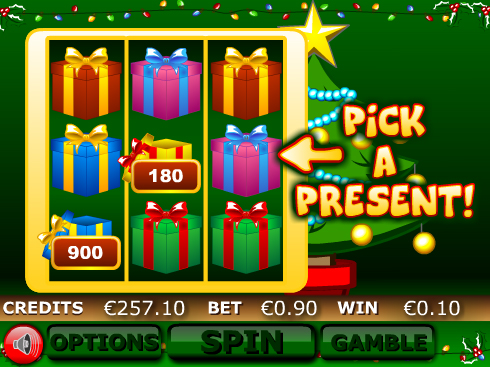 PiCK
A
PRESENT!
180
900
CREDITS €257.10 BET €0.90 WIN €0.10
OPTIONS SPIN GAMBLE